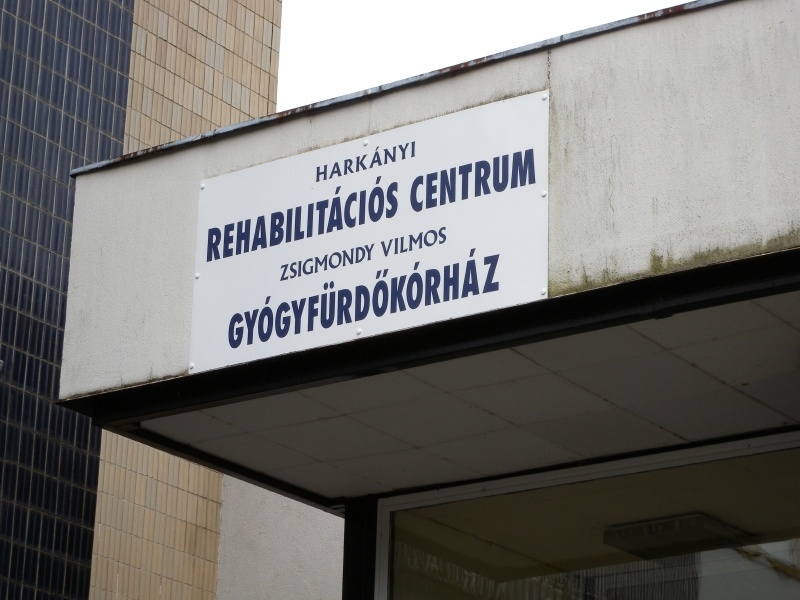 HARKÁNYI
REHABILITÁCIÓS CENTRUM
ZSIGMONDY VILMOS
GYÓGYFÜRDŐKÓRHÁZ